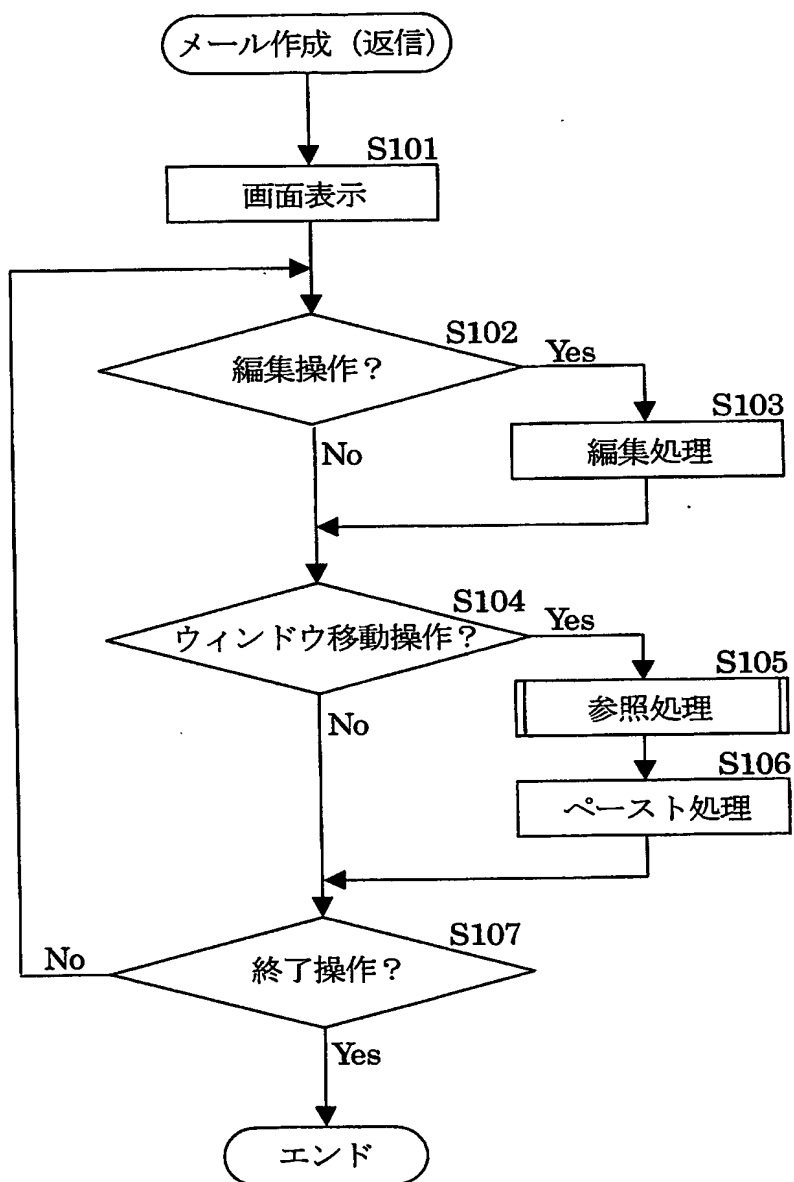 メール作成（返信）
S101
画面表示
S102
編集操作？
Yes
S103
編集処理
No
S104
ウィンドウ移動操作？
Yes
S105
参照処理
No
S106
ペースト処理
S107
終了操作？
No
Yes
エンド